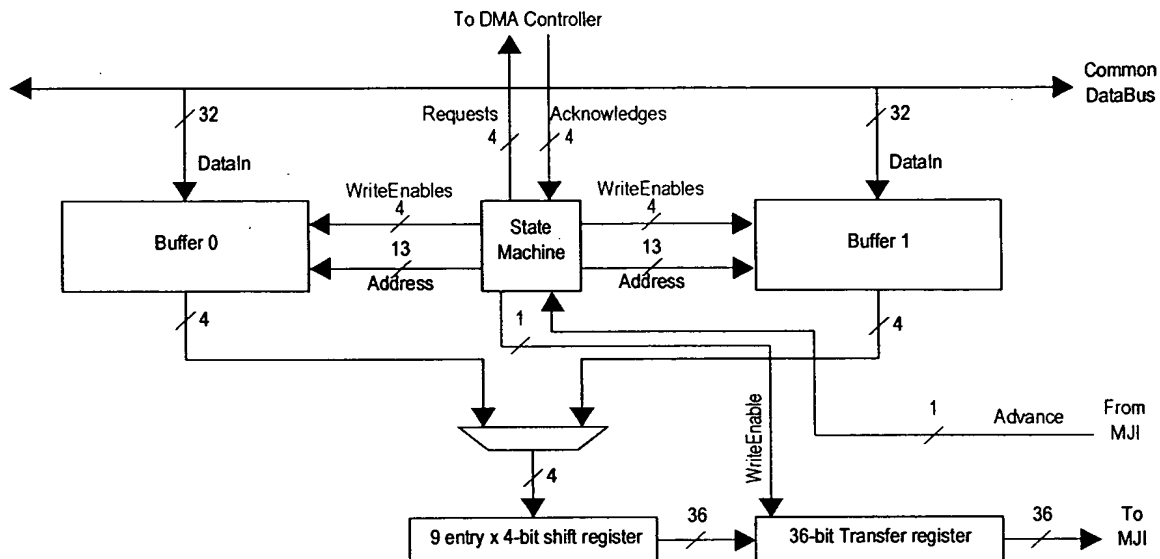 To DMA Controller
Common
DataBus
32
Requests
4
Acknowledges
4
32
DataIn
DataIn
WriteEnables
4
WriteEnables
4
Buffer 0
State
Machine
Buffer 1
13
Address
13
Address
4
1
4
WriteEnable
1
Advance
From
MJI
4
9 entry x 4-bit shift register
36
36-bit Transfer register
36
To
MJI